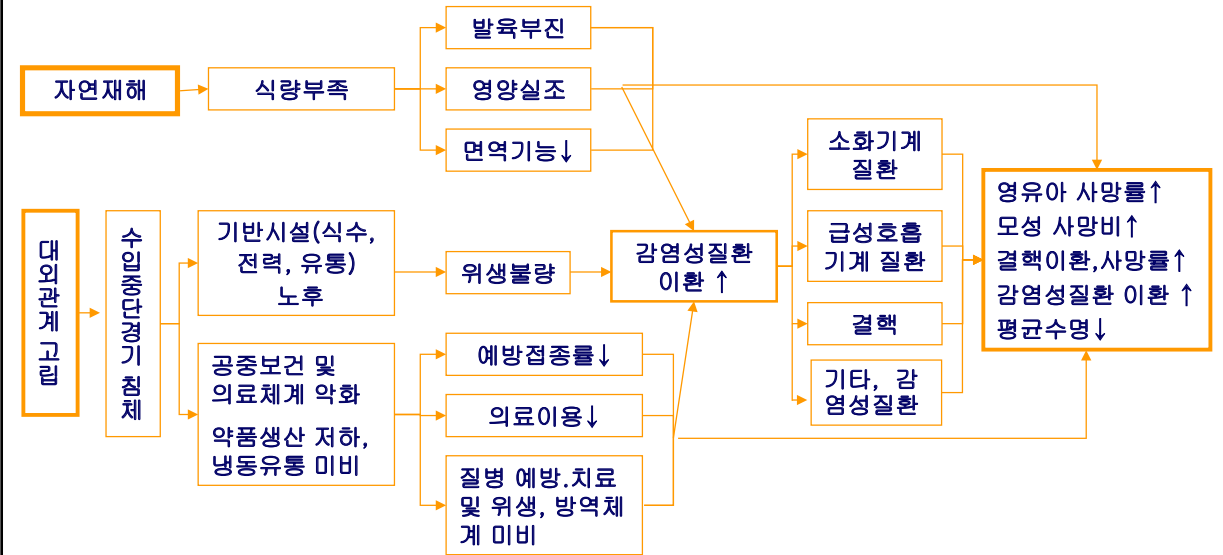 자연재해
식량부족
발육부진
영양실조
면역기능↓
대외관계 고립
수입중단경기 침체
기반시설(식수,
전력, 유통)
노후
위생불량
공중보건 및
의료체계 악화
약품생산 저하,
냉동유통 미비
예방접종률↓
의료이용↓
질병 예방.치료
및 위생, 방역체
계 미비
감염성질환
이환 ↑
소화기계
질환
급성호흡
기계 질환
결핵
기타, 감
염성질환
영유아 사망률↑
모성 사망비↑
결핵이환,사망률↑
감염성질환 이환 ↑
평균수명↓